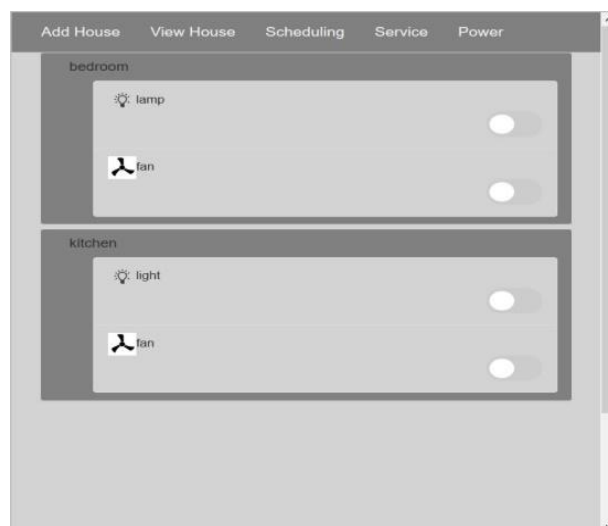 Add House View House Scheduling Service Power
bedroom
lamp
fan
kitchen
light
fan